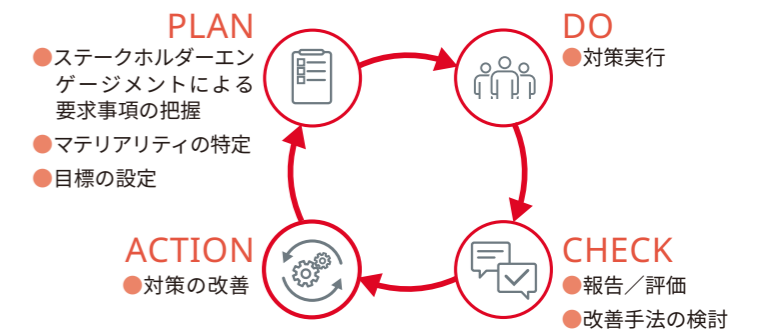 PLAN
●ステークホルダーエン
ゲージメントによる
要求事項の把握
●マテリアリティの特定
●目標の設定
DO
●対策実行
CHECK
●報告／評価
●改善手法の検討
ACTION
●対策の改善